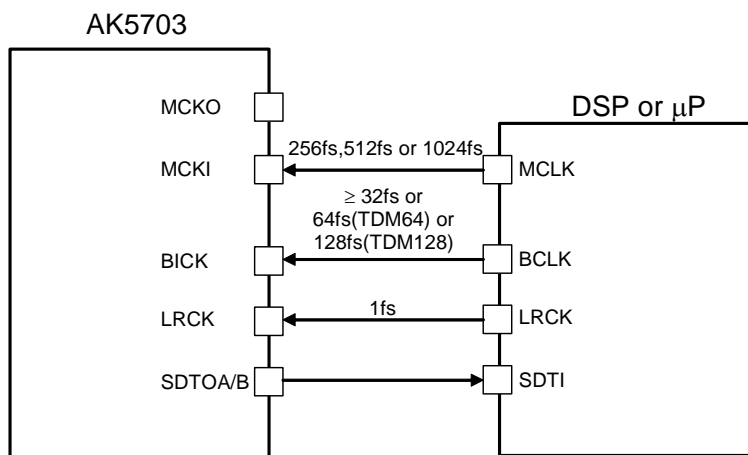 AK5703
DSP or μP
MCKO
MCKI
256fs,512fs or 1024fs
MCLK
≥ 32fs or
64fs(TDM64) or
128fs(TDM128)
BICK
BCLK
LRCK
1fs
LRCK
SDTOA/B
SDTI